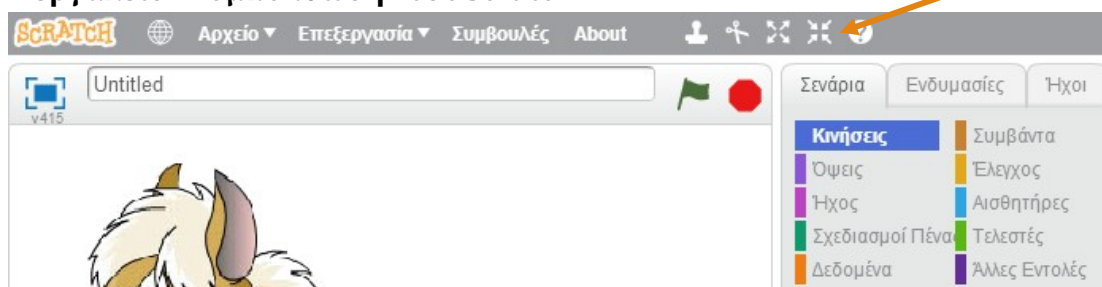 SCRATCH Αρχείο Επεξεργασία Συμβουλές About ?
Untitled
v415
Σενάρια Ενδυμασίες Ήχοι
Κινήσεις Συμβάντα
Όψεις Έλεγχος
Ήχος Αισθητήρες
Σχεδιασμοί Πένας Τελεστές
Δεδομένα Άλλες Εντολές